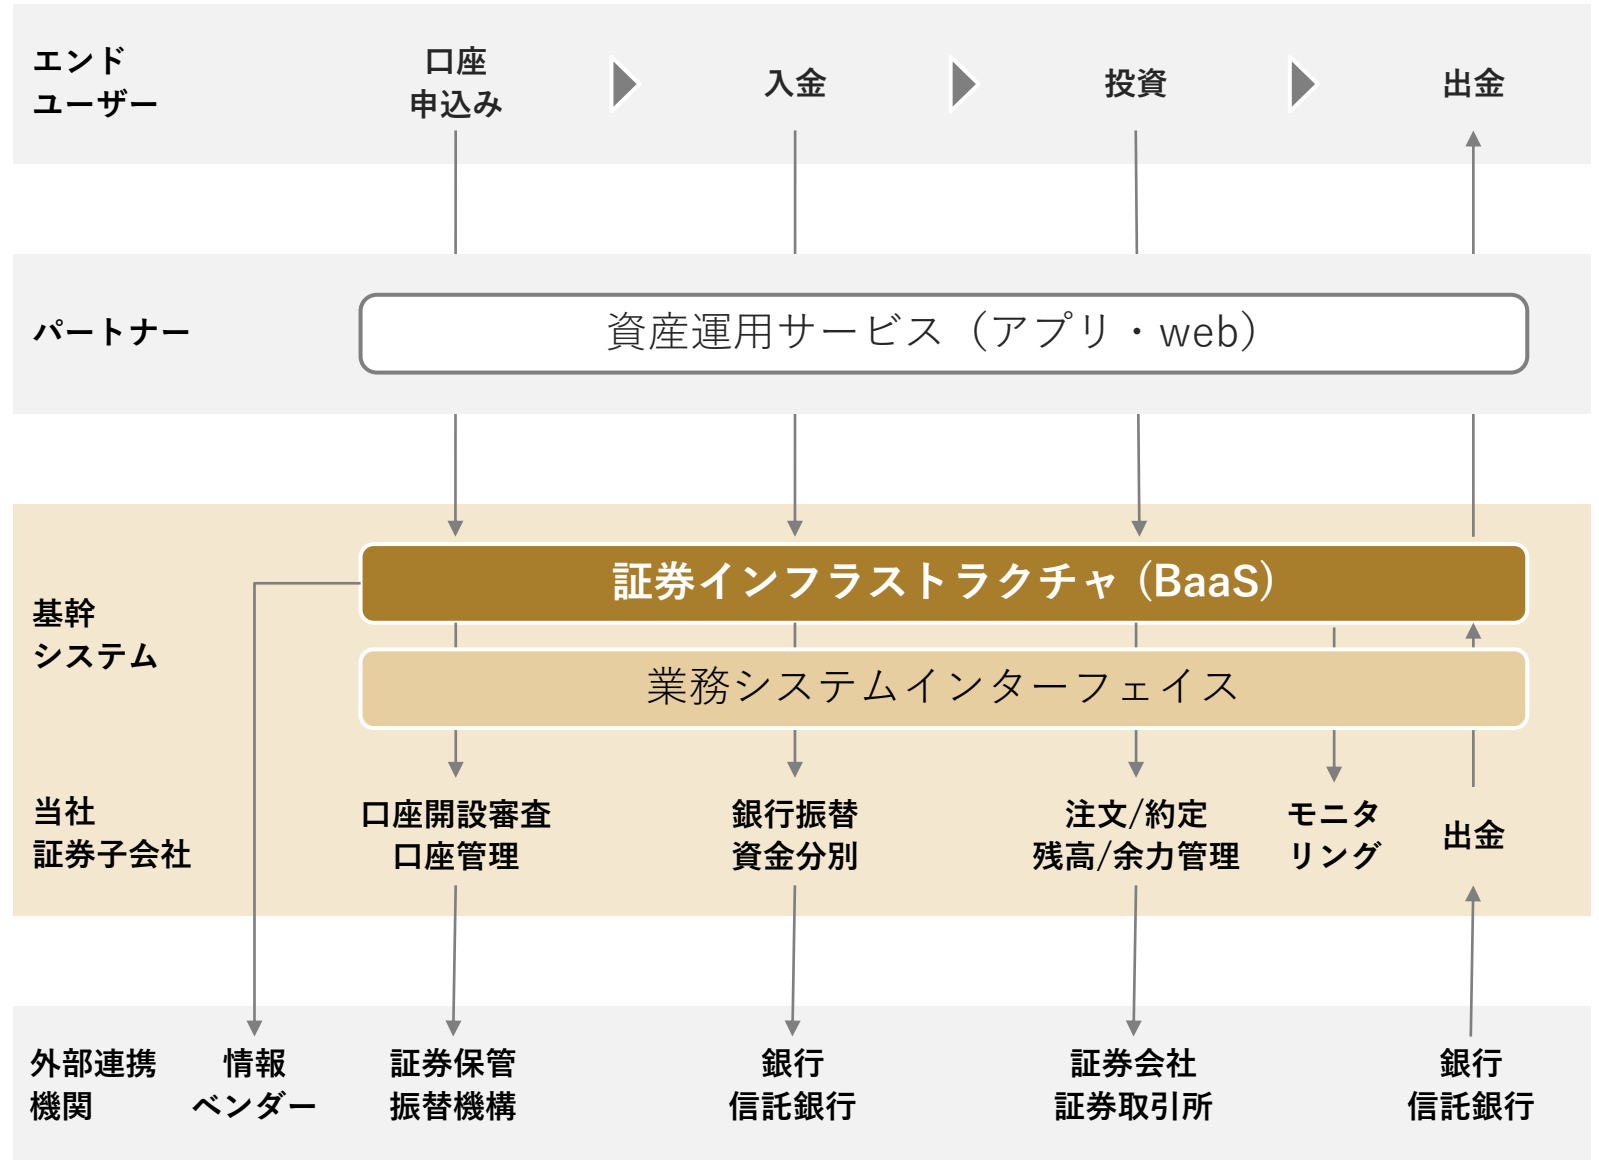 エンド
ユーザー
口座
申込み
入金
投資
出金
パートナー
資産運用サービス（アプリ・web）
基幹
システム
証券インフラストラクチャ (BaaS)
業務システムインターフェイス
当社
証券子会社
口座開設審査
口座管理
銀行振替
資金分別
注文/約定
残高/余力管理
モニタ
リング
出金
外部連携
機関
情報
ベンダー
証券保管
振替機構
銀行
信託銀行
証券会社
証券取引所
銀行
信託銀行